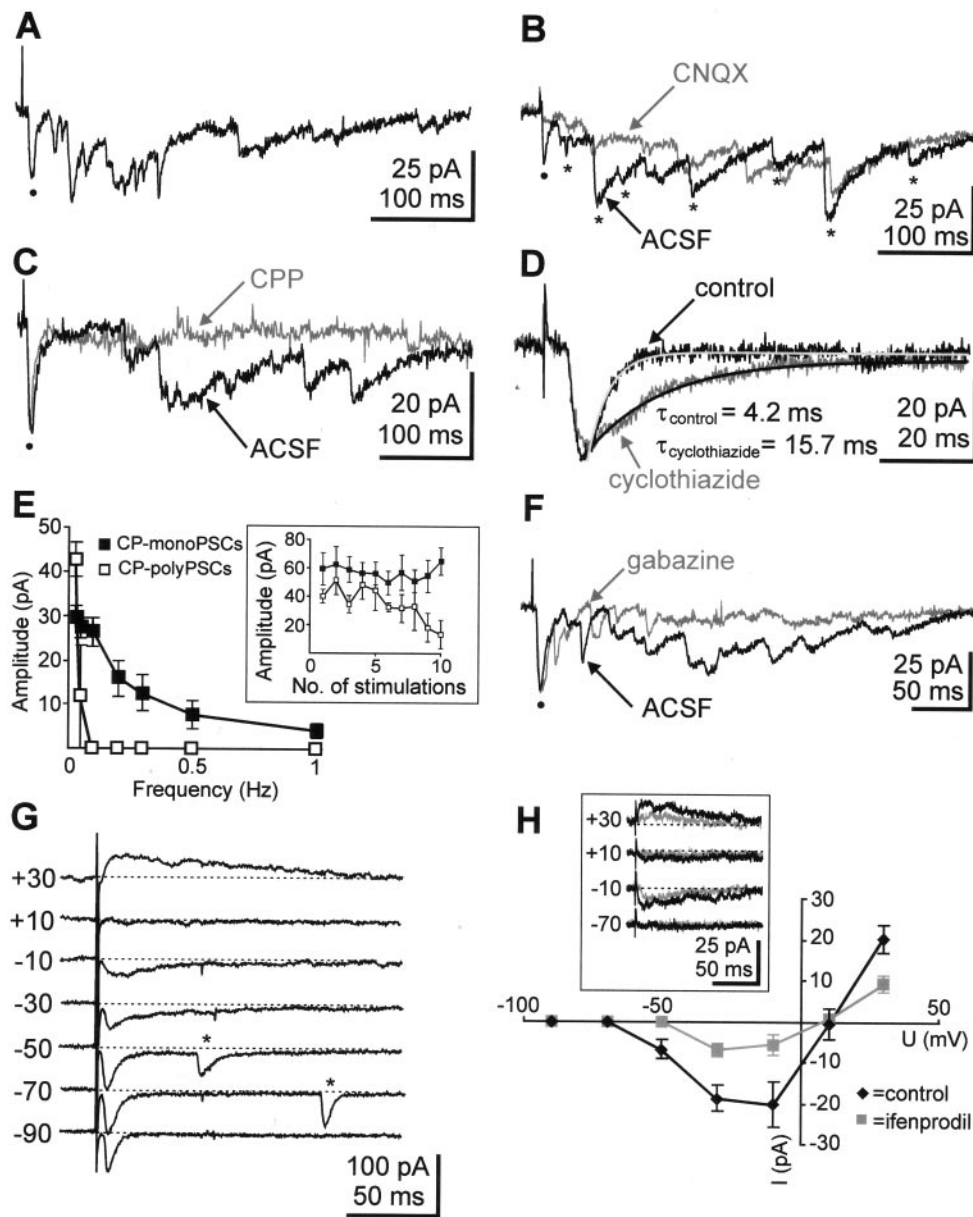 A
25 pA
100 ms
B
CNQX
*
*
*
*
*
*
*
ACSF
25 pA
100 ms
C
CPP
ACSF
20 pA
100 ms
D
control
τcontrol = 4.2 ms
τcyclothiazide = 15.7 ms
cyclothiazide
20 pA
20 ms
E
50
40
30
20
10
Amplitude (pA)
0
0.5
1
Frequency (Hz)
CP-monoPSCs
CP-polyPSCs
80
60
40
20
Amplitude (pA)
0
5
10
No. of stimulations
F
gabazine
ACSF
25 pA
50 ms
G
+30
+10
-10
-30
-50
*
-70
*
-90
100 pA
50 ms
H
+30
+10
-10
-70
25 pA
50 ms
30
20
10
-100
-50
50
U (mV)
-10
-20
-30
I (pA)
=control
=ifenprodil